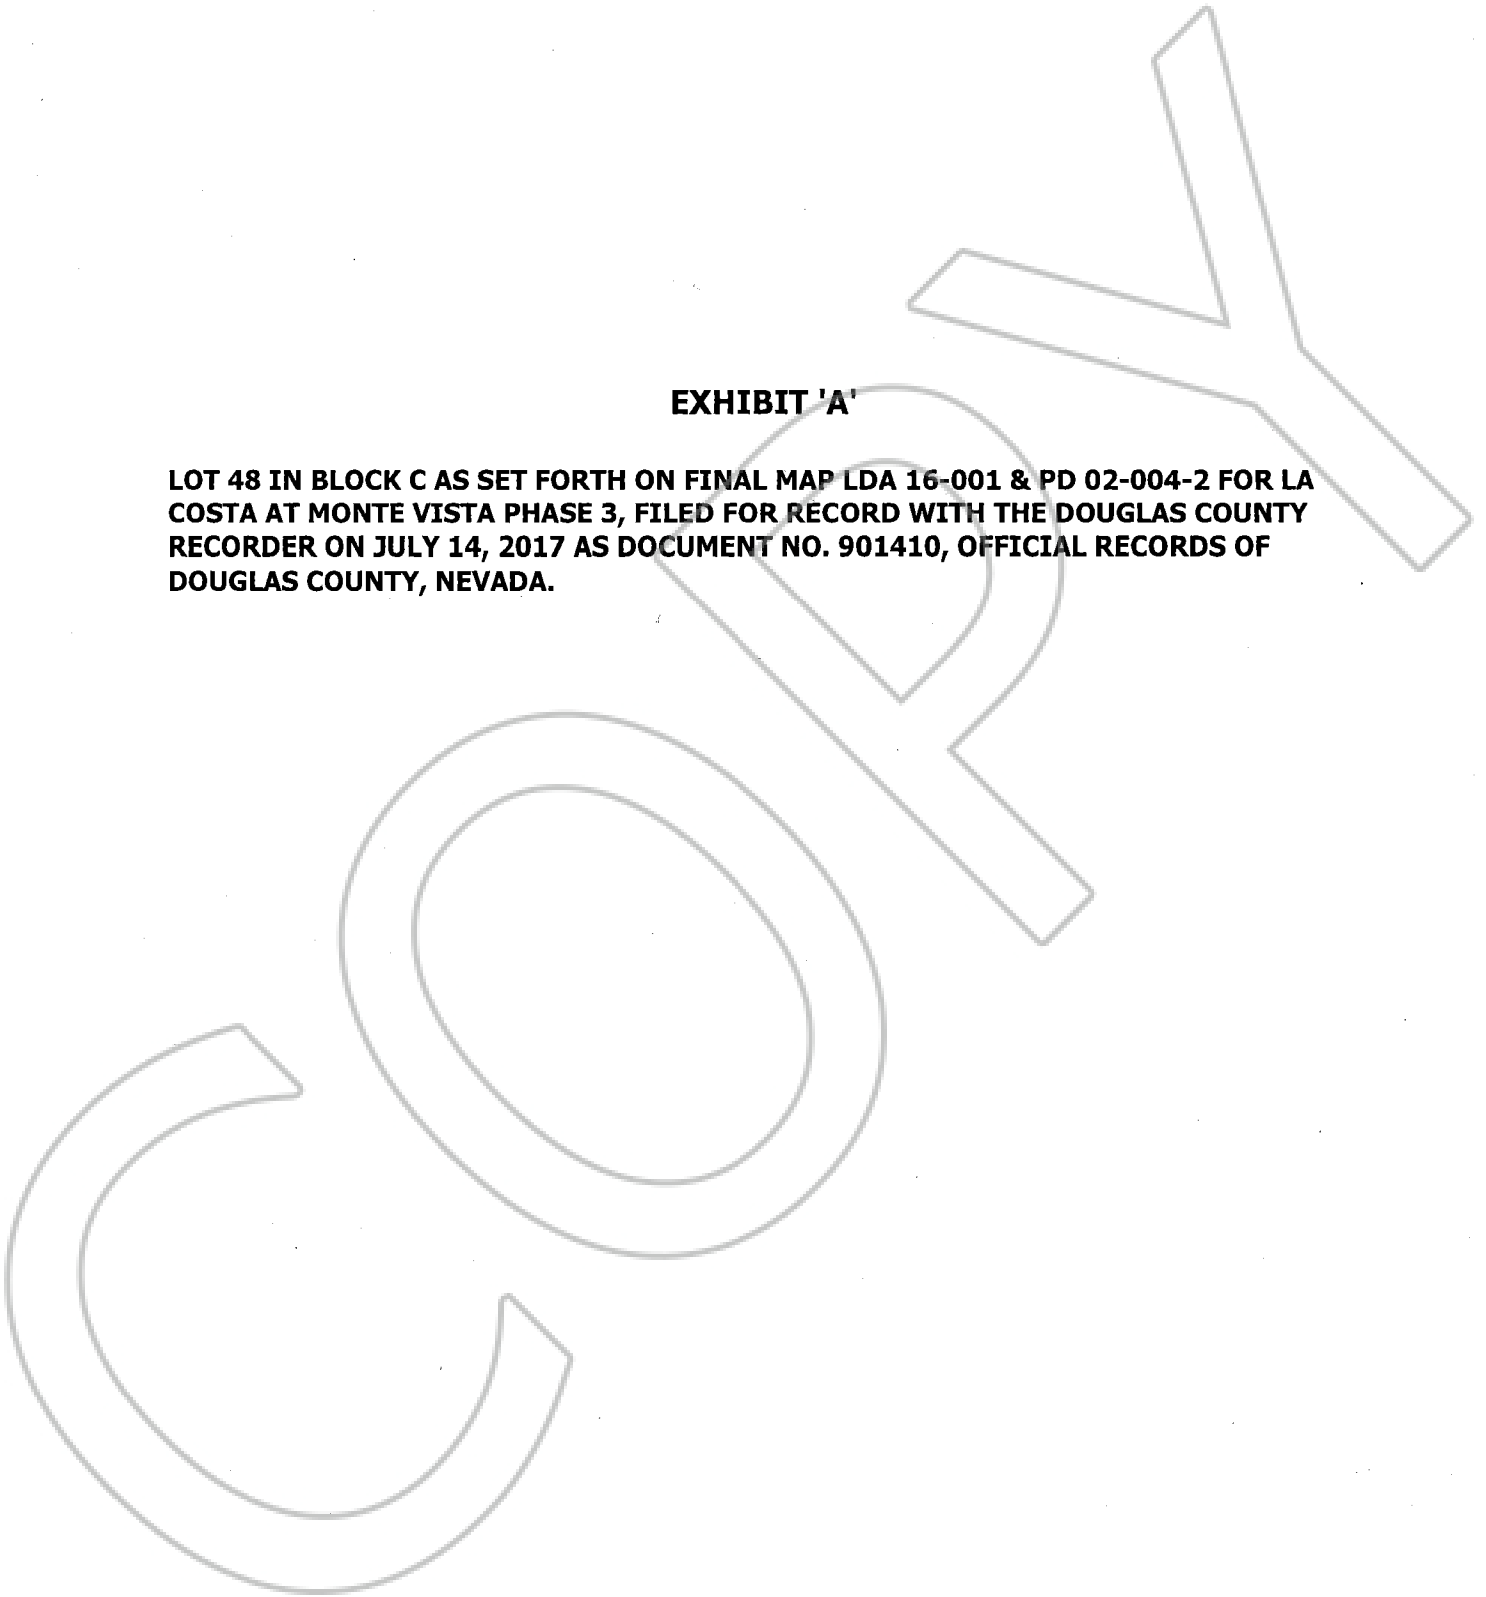 EXHIBIT 'A'
LOT 48 IN BLOCK C AS SET FORTH ON FINAL MAP LDA 16-001 & PD 02-004-2 FOR LA
COSTA AT MONTE VISTA PHASE 3, FILED FOR RECORD WITH THE DOUGLAS COUNTY
RECORDER ON JULY 14, 2017 AS DOCUMENT NO. 901410, OFFICIAL RECORDS OF
DOUGLAS COUNTY, NEVADA.
COPY